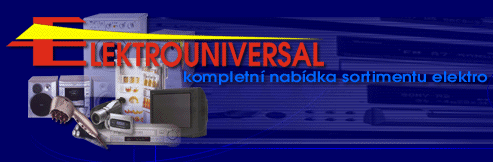 ELEKTROUNIVERSAL
kompletní nabídka sortimentu elektro